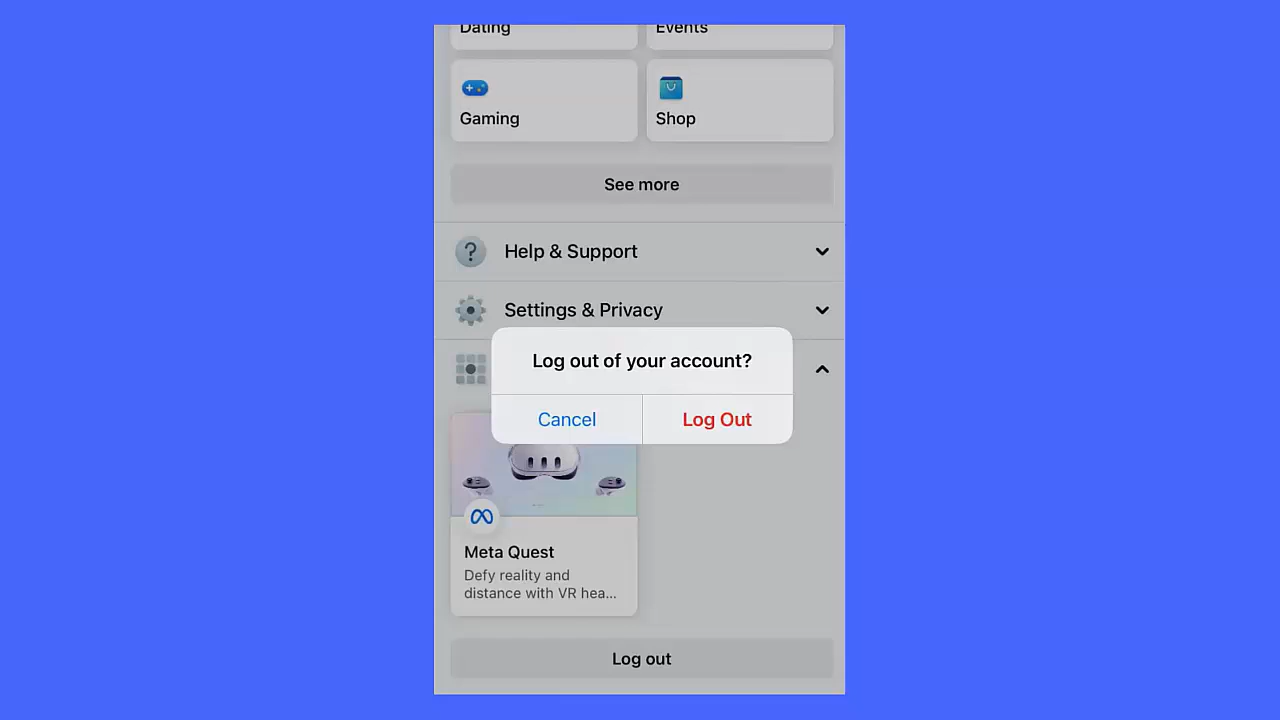 Dating
Events
Gaming
Shop
See more
Help & Support
Settings & Privacy
Log out of your account?
Cancel
Log Out
Meta Quest
Defy reality and
distance with VR hea...
Log out